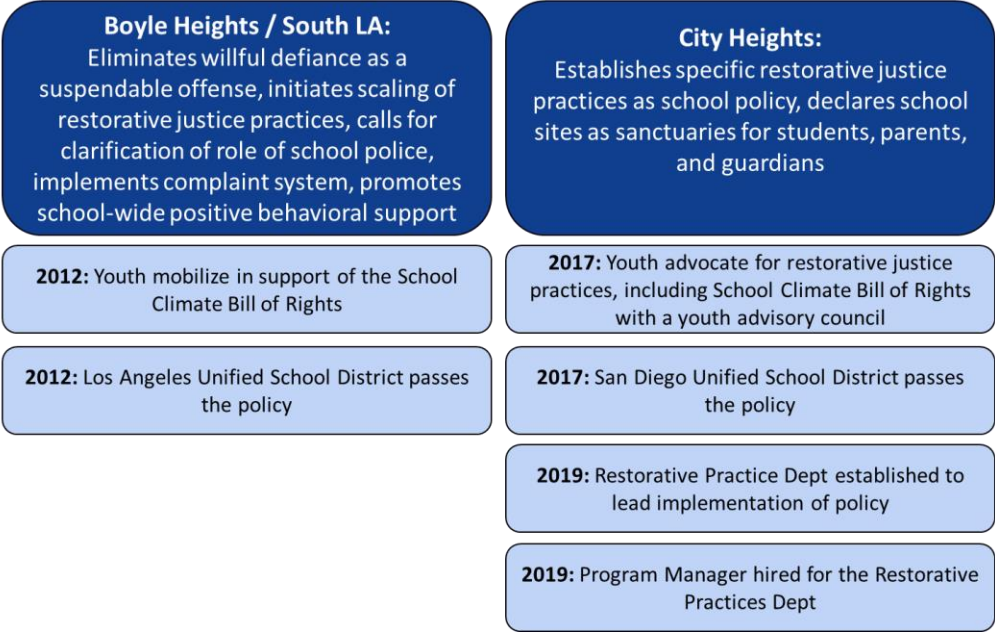 Boyle Heights / South LA:
Eliminates willful defiance as a
suspendable offense, initiates scaling of
restorative justice practices, calls for
clarification of role of school police,
implements complaint system, promotes
school-wide positive behavioral support
2012: Youth mobilize in support of the School
Climate Bill of Rights
2012: Los Angeles Unified School District passes
the policy
City Heights:
Establishes specific restorative justice
practices as school policy, declares school
sites as sanctuaries for students, parents,
and guardians
2017: Youth advocate for restorative justice
practices, including School Climate Bill of Rights
with a youth advisory council
2017: San Diego Unified School District passes
the policy
2019: Restorative Practice Dept established to
lead implementation of policy
2019: Program Manager hired for the Restorative
Practices Dept